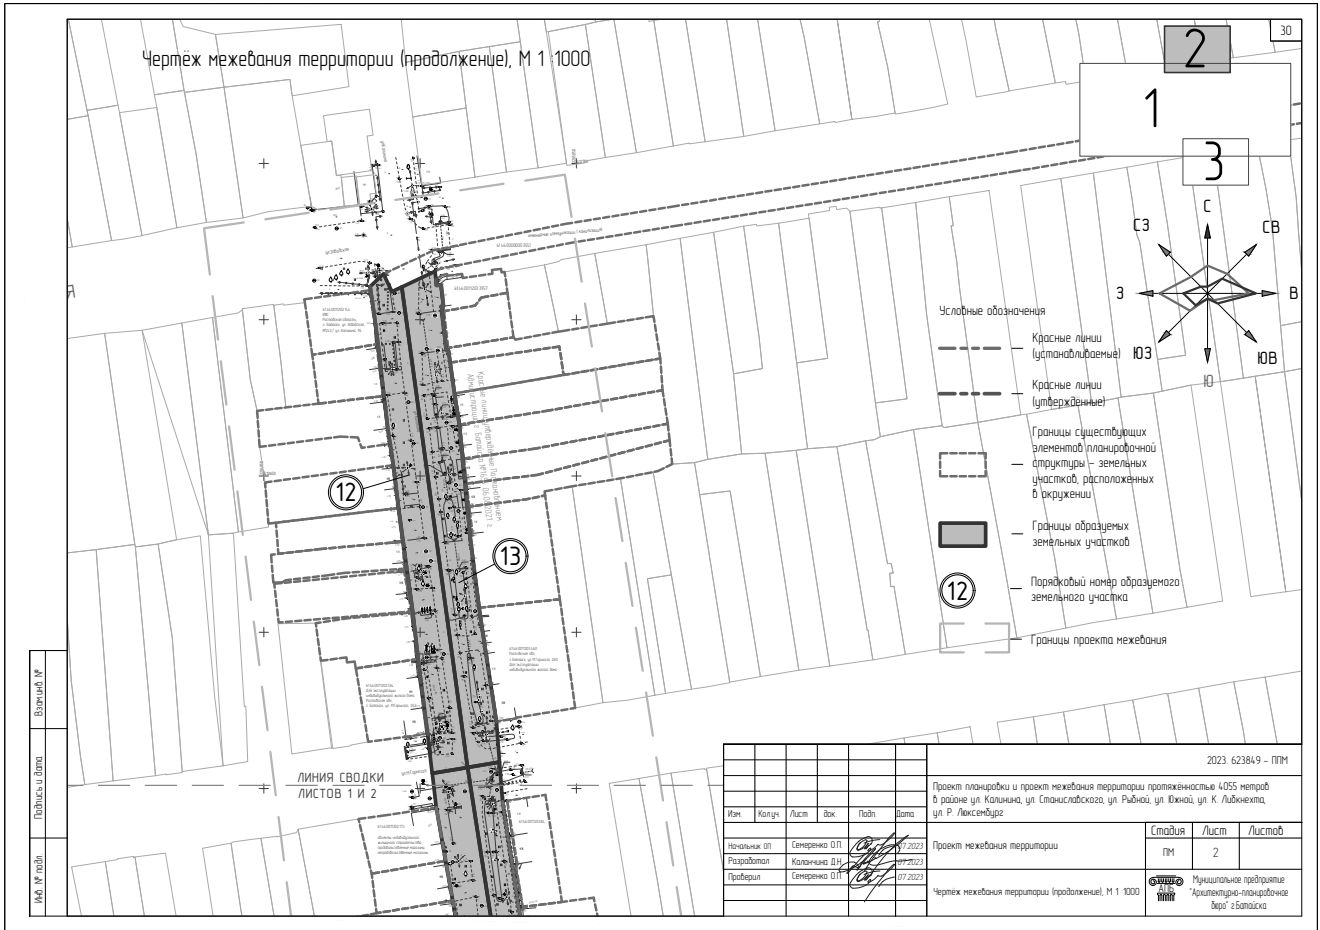 30
Чертёж межевания территории (продолжение), М 1 :1000
2
1
3
С
СЗ
СВ
З
В
ЮЗ
ЮВ
Ю
Условные обозначения
Красные линии
(устанавливаемые)
Красные линии
(утвержденные)
Границы существующих
элементов планировочной
структуры – земельных
участков, расположенных
в окружении
Границы образуемых
земельных участков
12
Порядковый номер образуемого
земельного участка
Границы проекта межевания
12
13
ЛИНИЯ СВОДКИ
ЛИСТОВ 1 И 2
Взам.инв. №
Подпись и дата
Инв. № подл.
2023. 623849 – ППМ
Проект планировки и проект межевания территории протяжённостью 4055 метров
в районе ул. Калинина, ул. Станиславского, ул. Рыбной, ул. Южной, ул. К. Либкнехта,
ул. Р. Люксембург
Изм. Кол.уч. Лист док. Подп. Дата
Начальник ОП Семеренко О.П. 07.2023
Разработал Каланчина Д.Н. 07.2023
Проверил Семеренко О.П. 07.2023
Проект межевания территории
Стадия Лист Листов
ПМ 2
Чертёж межевания территории (продолжение), М 1 :1000
АПБ
Муниципальное предприятие
"Архитектурно-планировочное
бюро" г.Батайска